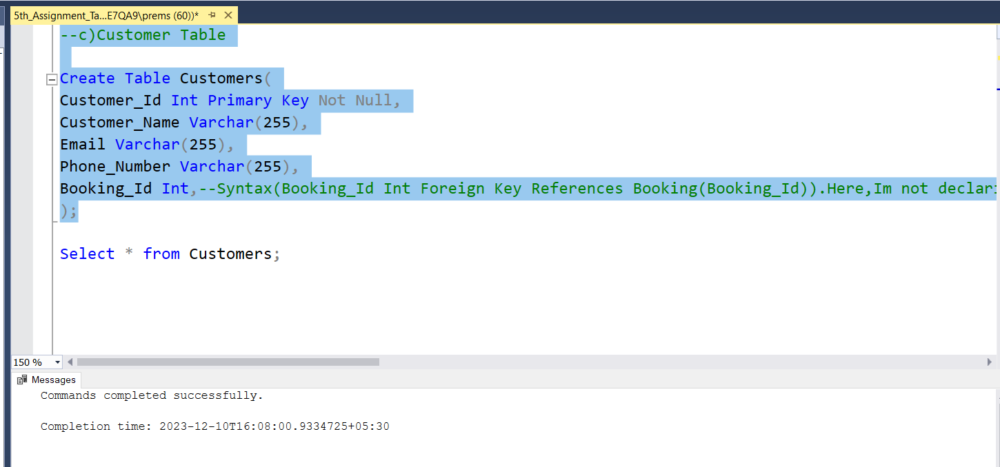 5th_Assignment_Ta...E7QA9\prems (60))*
--c)Customer Table
Create Table Customers(
Customer_Id Int Primary Key Not Null,
Customer_Name Varchar(255),
Email Varchar(255),
Phone_Number Varchar(255),
Booking_Id Int,--Syntax(Booking_Id Int Foreign Key References Booking(Booking_Id)).Here,Im not
);
Select * from Customers;
150 %
Messages
Commands completed successfully.
Completion time: 2023-12-10T16:08:00.9334725+05:30